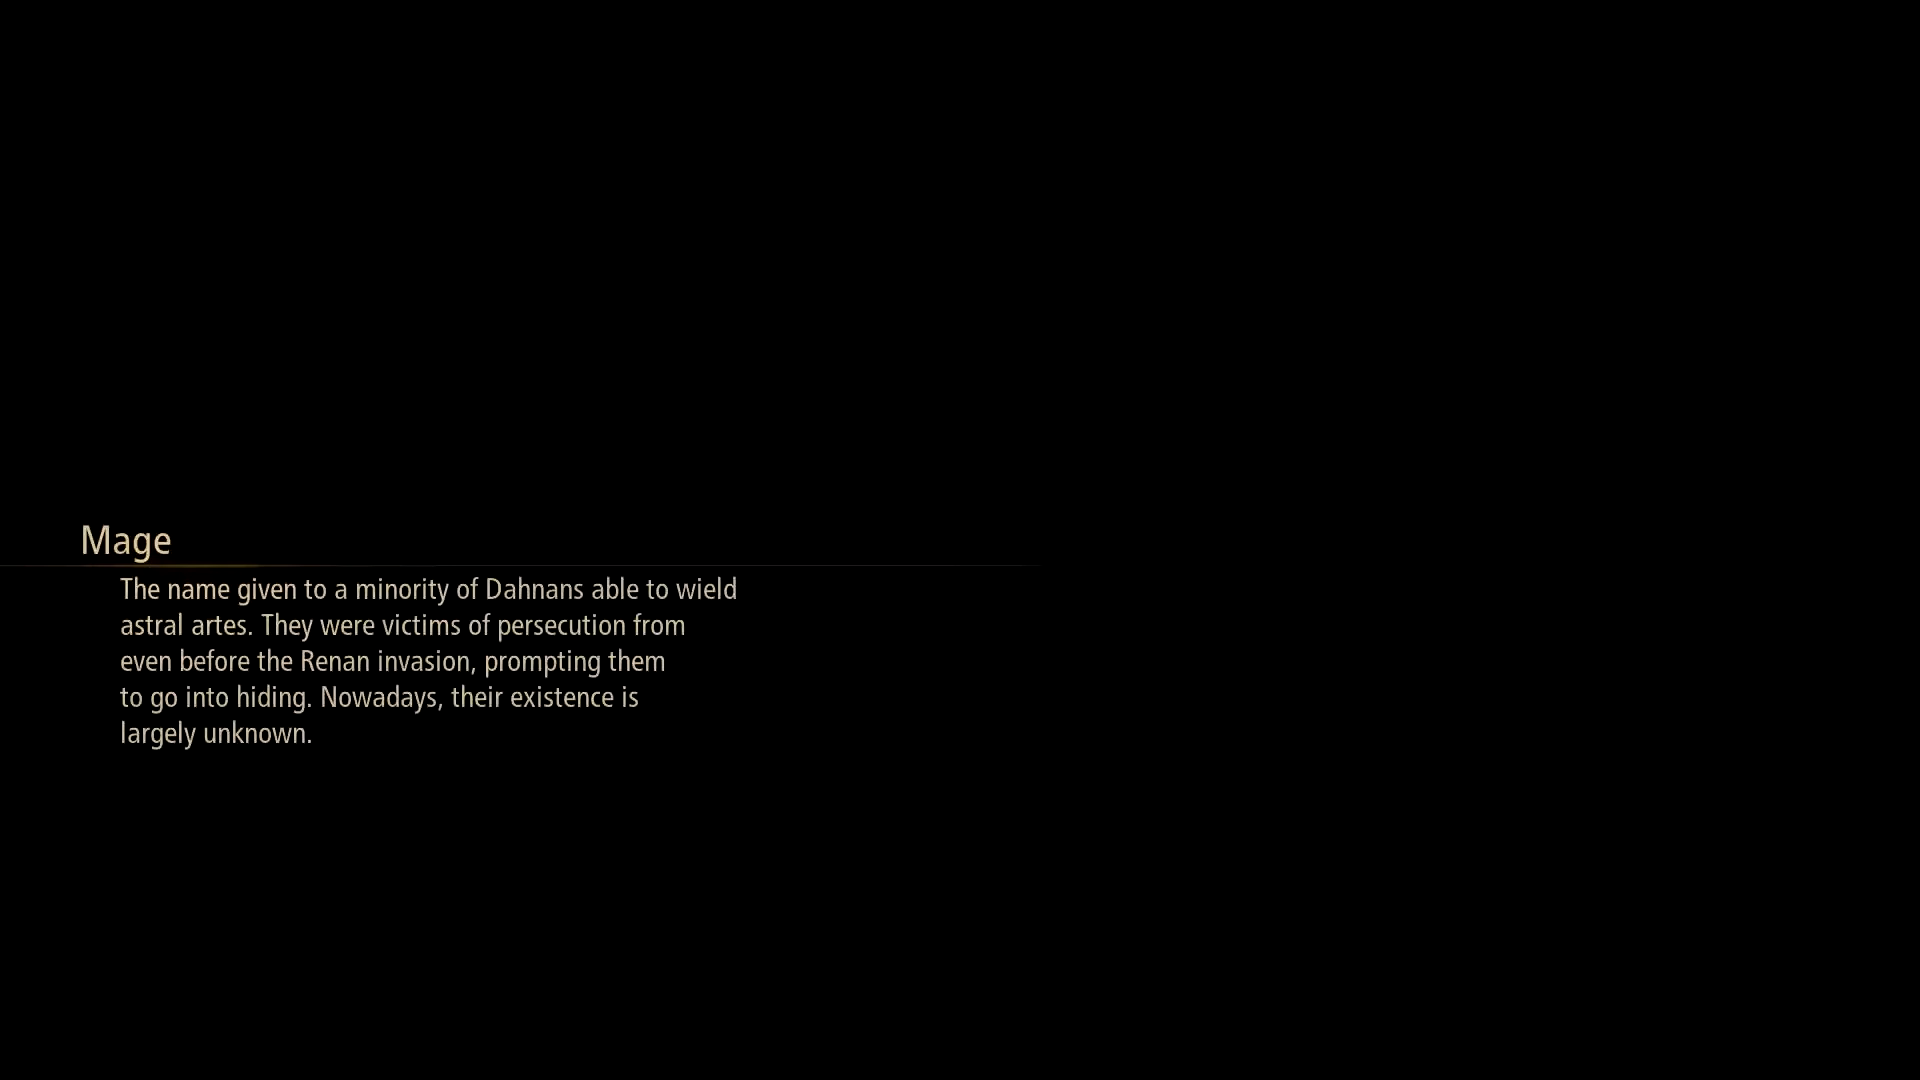 Mage
The name given to a minority of Dahnans able to wield
astral artes. They were victims of persecution from
even before the Renan invasion, prompting them
to go into hiding. Nowadays, their existence is
largely unknown.